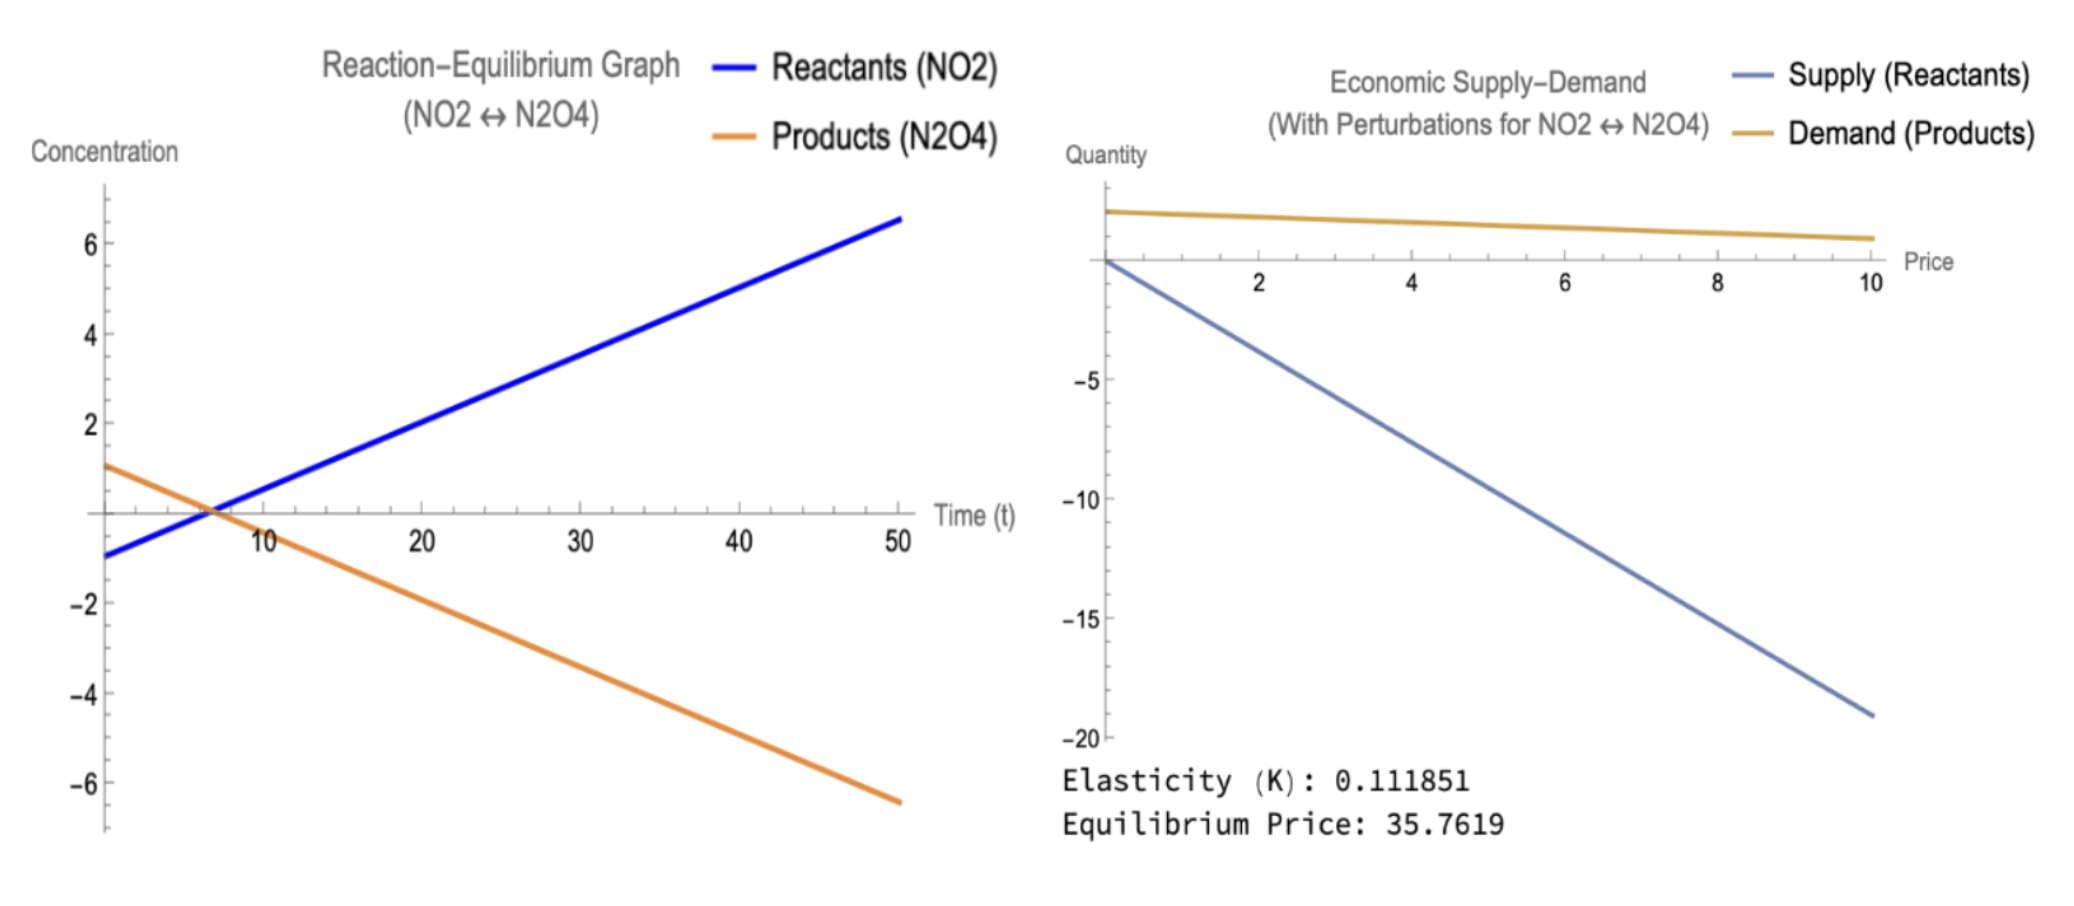 Reaction–Equilibrium Graph
(NO2 ↔ N2O4)
Reactants (NO2)
Products (N2O4)
Concentration
6
4
2
−2
−4
−6
10
20
30
40
50
Time (t)
Economic Supply–Demand
(With Perturbations for NO2 ↔ N2O4)
Supply (Reactants)
Demand (Products)
Quantity
2
4
6
8
10
Price
−5
−10
−15
−20
Elasticity (K): 0.111851
Equilibrium Price: 35.7619